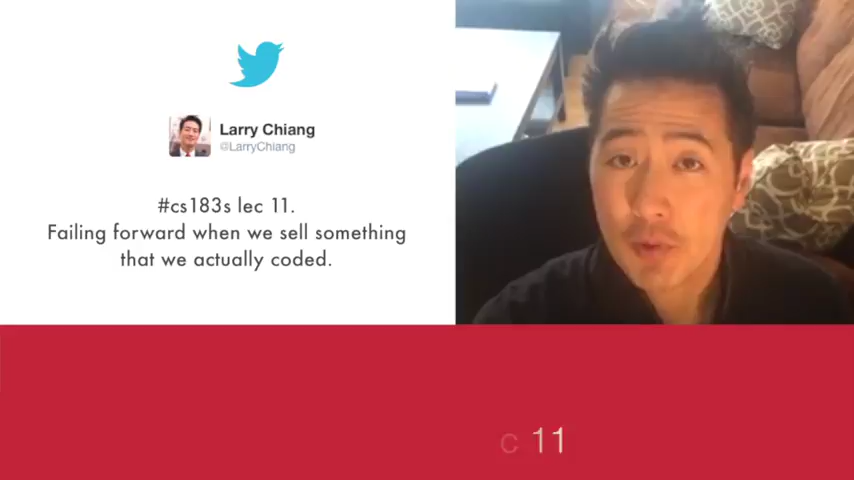 Larry Chiang
@LarryChiang
#cs183s lec 11.
Failing forward when we sell something
that we actually coded.
c 11